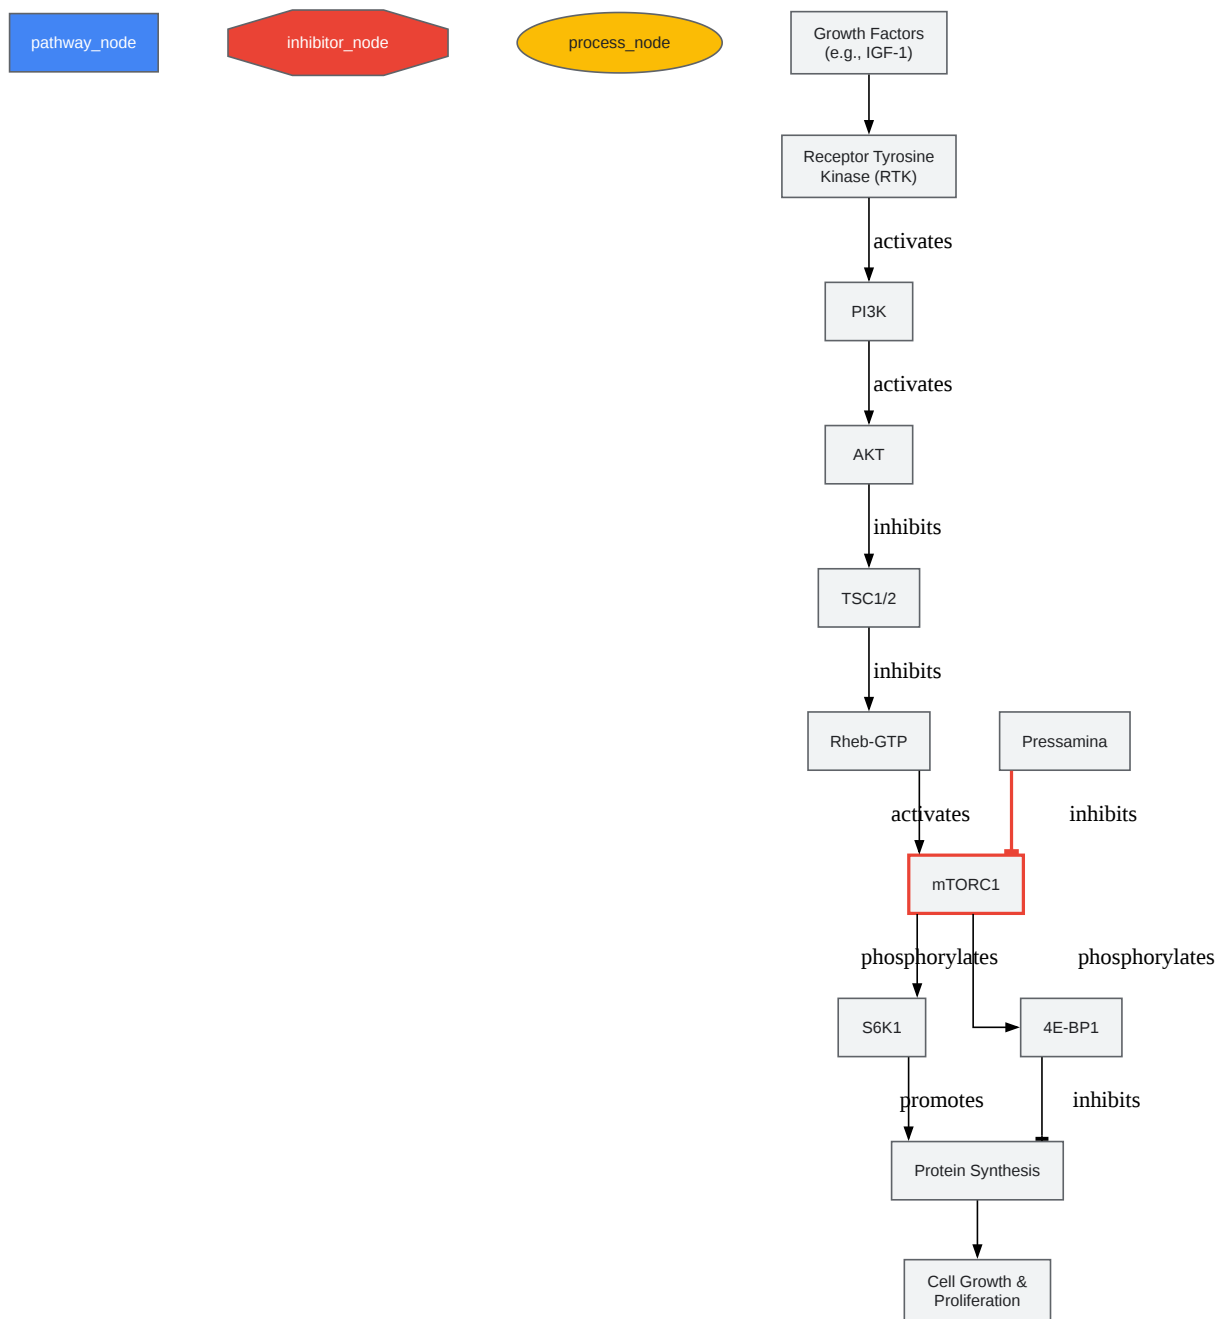 pathway_node
inhibitor_node
process_node
Growth Factors
(e.g., IGF-1)
Receptor Tyrosine
Kinase (RTK)
activates
PI3K
activates
AKT
inhibits
TSC1/2
inhibits
Rheb-GTP
Pressamina
activates
inhibits
mTORC1
phosphorylates
phosphorylates
S6K1
4E-BP1
promotes
inhibits
Protein Synthesis
Cell Growth &
Proliferation